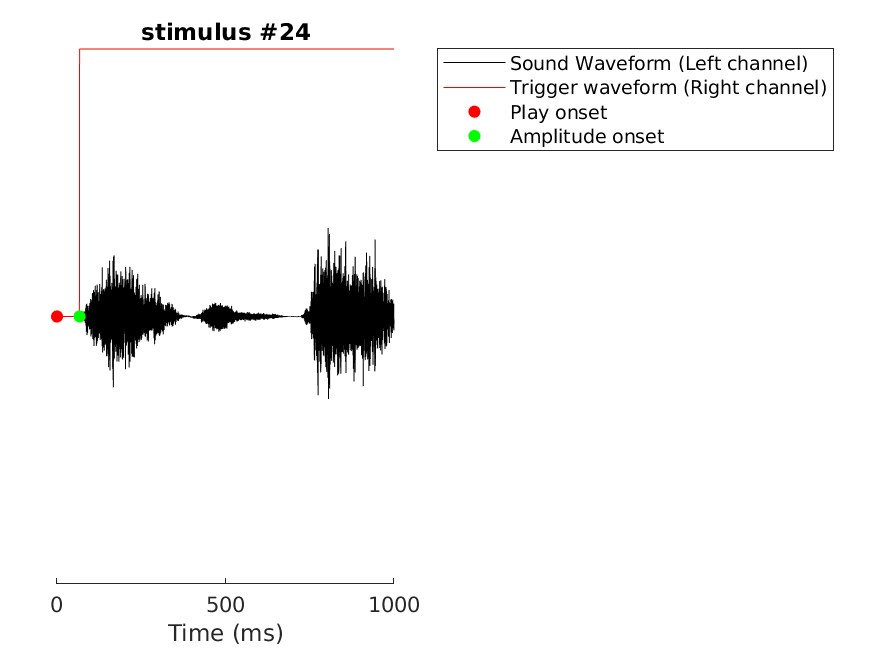 stimulus #24
Sound Waveform (Left channel)
Trigger waveform (Right channel)
Play onset
Amplitude onset
0 500 1000
Time (ms)